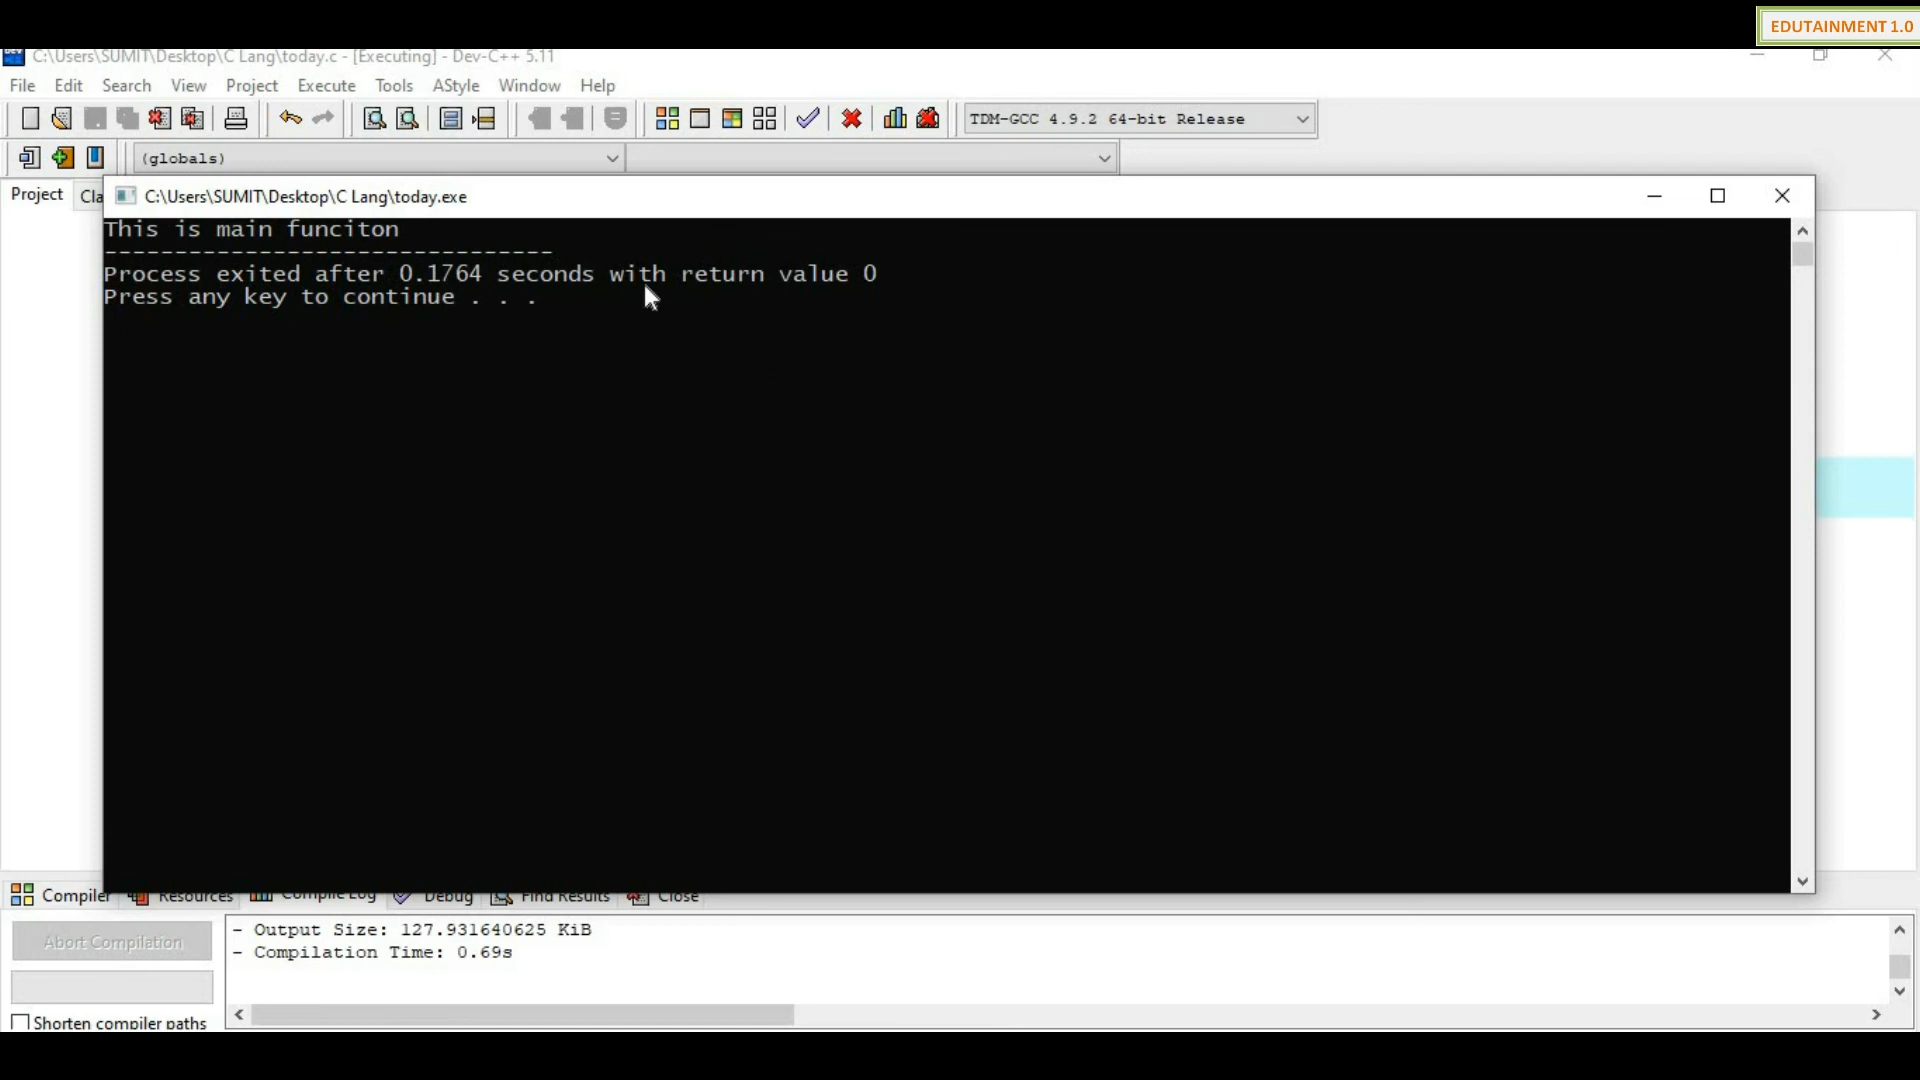 EDUTAINMENT 1.0
C:\Users\SUMIT\Desktop\C Lang\today.c - [Executing] - Dev-C++ 5.11
File Edit Search View Project Execute Tools AStyle Window Help
TDM-GCC 4.9.2 64-bit Release
(globals)
Project Cla
C:\Users\SUMIT\Desktop\C Lang\today.exe
This is main funciton
--------------------------------
Process exited after 0.1764 seconds with return value 0
Press any key to continue . . .
Compiler Resources Compile Log Debug Find Results Close
Abort Compilation
- Output Size: 127.931640625 KiB
- Compilation Time: 0.69s
Shorten compiler paths